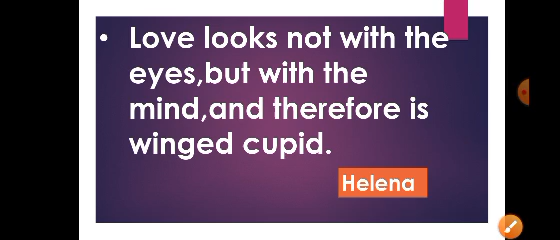 • Love looks not with the
eyes,but with the
mind,and therefore is
winged cupid.
Helena